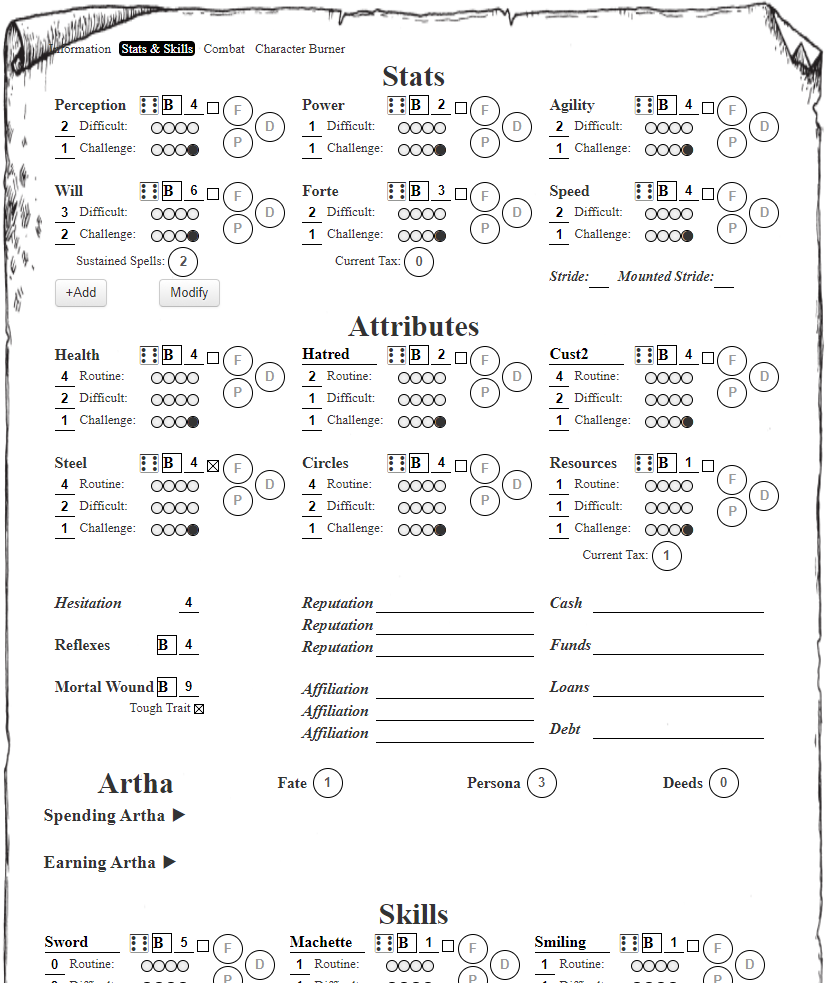 Information Stats & Skills Combat Character Burner
Stats
Perception B 4 F D P
2 Difficult:
1 Challenge:
Power B 2 F D P
1 Difficult:
1 Challenge:
Agility B 4 F D P
2 Difficult:
1 Challenge:
Will B 6 F D P
3 Difficult:
2 Challenge:
Sustained Spells: 2
+Add Modify
Forte B 3 F D P
2 Difficult:
1 Challenge:
Current Tax: 0
Speed B 4 F D P
2 Difficult:
1 Challenge:
Stride: Mounted Stride:
Attributes
Health B 4 F D P
4 Routine:
2 Difficult:
1 Challenge:
Hatred B 2 F D P
2 Routine:
1 Difficult:
1 Challenge:
Cust2 B 4 F D P
4 Routine:
2 Difficult:
1 Challenge:
Steel B 4 F D P
4 Routine:
2 Difficult:
1 Challenge:
Circles B 4 F D P
4 Routine:
2 Difficult:
1 Challenge:
Resources B 1 F D P
1 Routine:
1 Difficult:
1 Challenge:
Current Tax: 1
Hesitation 4
Reflexes B 4
Mortal Wound B 9
Tough Trait
Reputation
Reputation
Reputation
Affiliation
Affiliation
Affiliation
Cash
Funds
Loans
Debt
Artha Fate 1 Persona 3 Deeds 0
Spending Artha
Earning Artha
Skills
Sword B 5 F D P
0 Routine:
Machette B 1 F D P
1 Routine:
Smiling B 1 F D P
1 Routine: